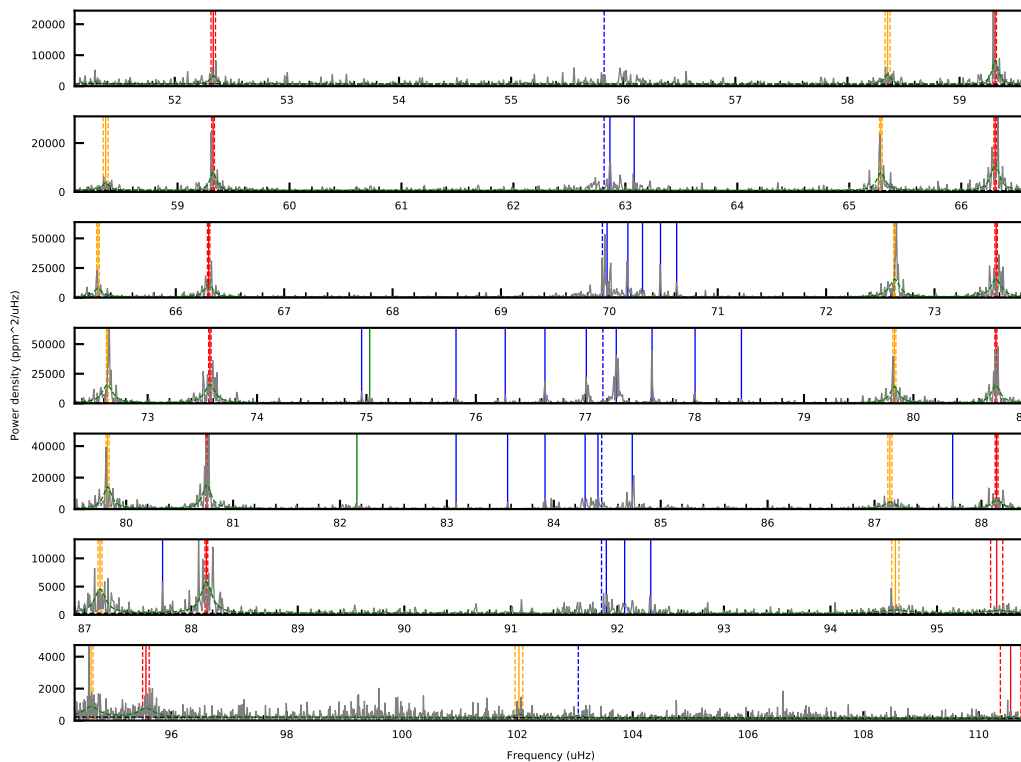 20000
10000
0
52 53 54 55 56 57 58 59
20000
0
59 60 61 62 63 64 65 66
50000
25000
0
66 67 68 69 70 71 72 73
Power density (ppm^2/uHz)
50000
25000
0
73 74 75 76 77 78 79 80 8
40000
20000
0
80 81 82 83 84 85 86 87 88
10000
5000
0
87 88 89 90 91 92 93 94 95
4000
2000
0
96 98 100 102 104 106 108 110
Frequency (uHz)